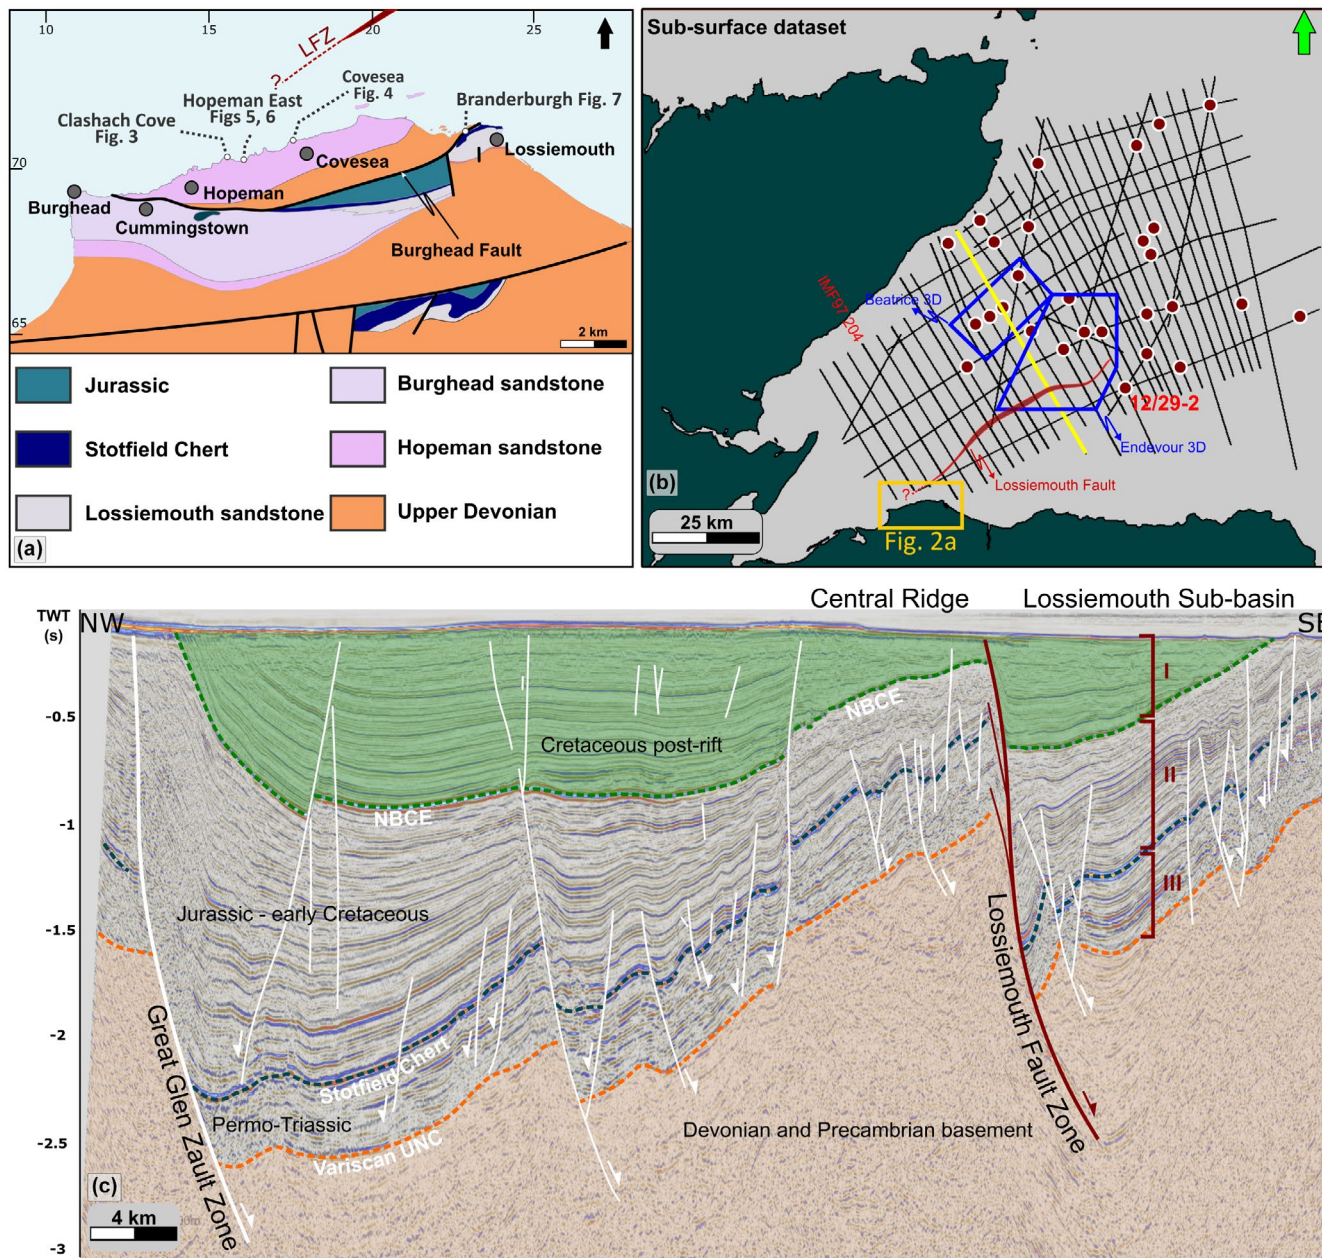 10
15
20
25
LFZ
?
Covesea
Fig. 4
Hopeman East
Figs 5, 6
Branderburgh Fig. 7
Clashach Cove
Fig. 3
70
Covesea
Lossiemouth
Hopeman
Burghead
Cummingstown
Burghead Fault
65
2 km
Jurassic
Burghead sandstone
Stotfield Chert
Hopeman sandstone
Lossiemouth sandstone
Upper Devonian
(a)
Sub-surface dataset
IMF97 204
Beatrice 3D
12/29-2
Endevour 3D
Lossiemouth Fault
?
(b)
25 km
Fig. 2a
Central Ridge
Lossiemouth Sub-basin
TWT
(s)
NW
SE
I
-0.5
NBCE
Cretaceous post-rift
II
NBCE
-1
III
Jurassic - early Cretaceous
-1.5
-2
Stotfield Chert
Great Glen Zault Zone
Lossiemouth Fault Zone
Permo-Triassic
Devonian and Precambrian basement
Variscan UNC
-2.5
(c)
4 km
-3